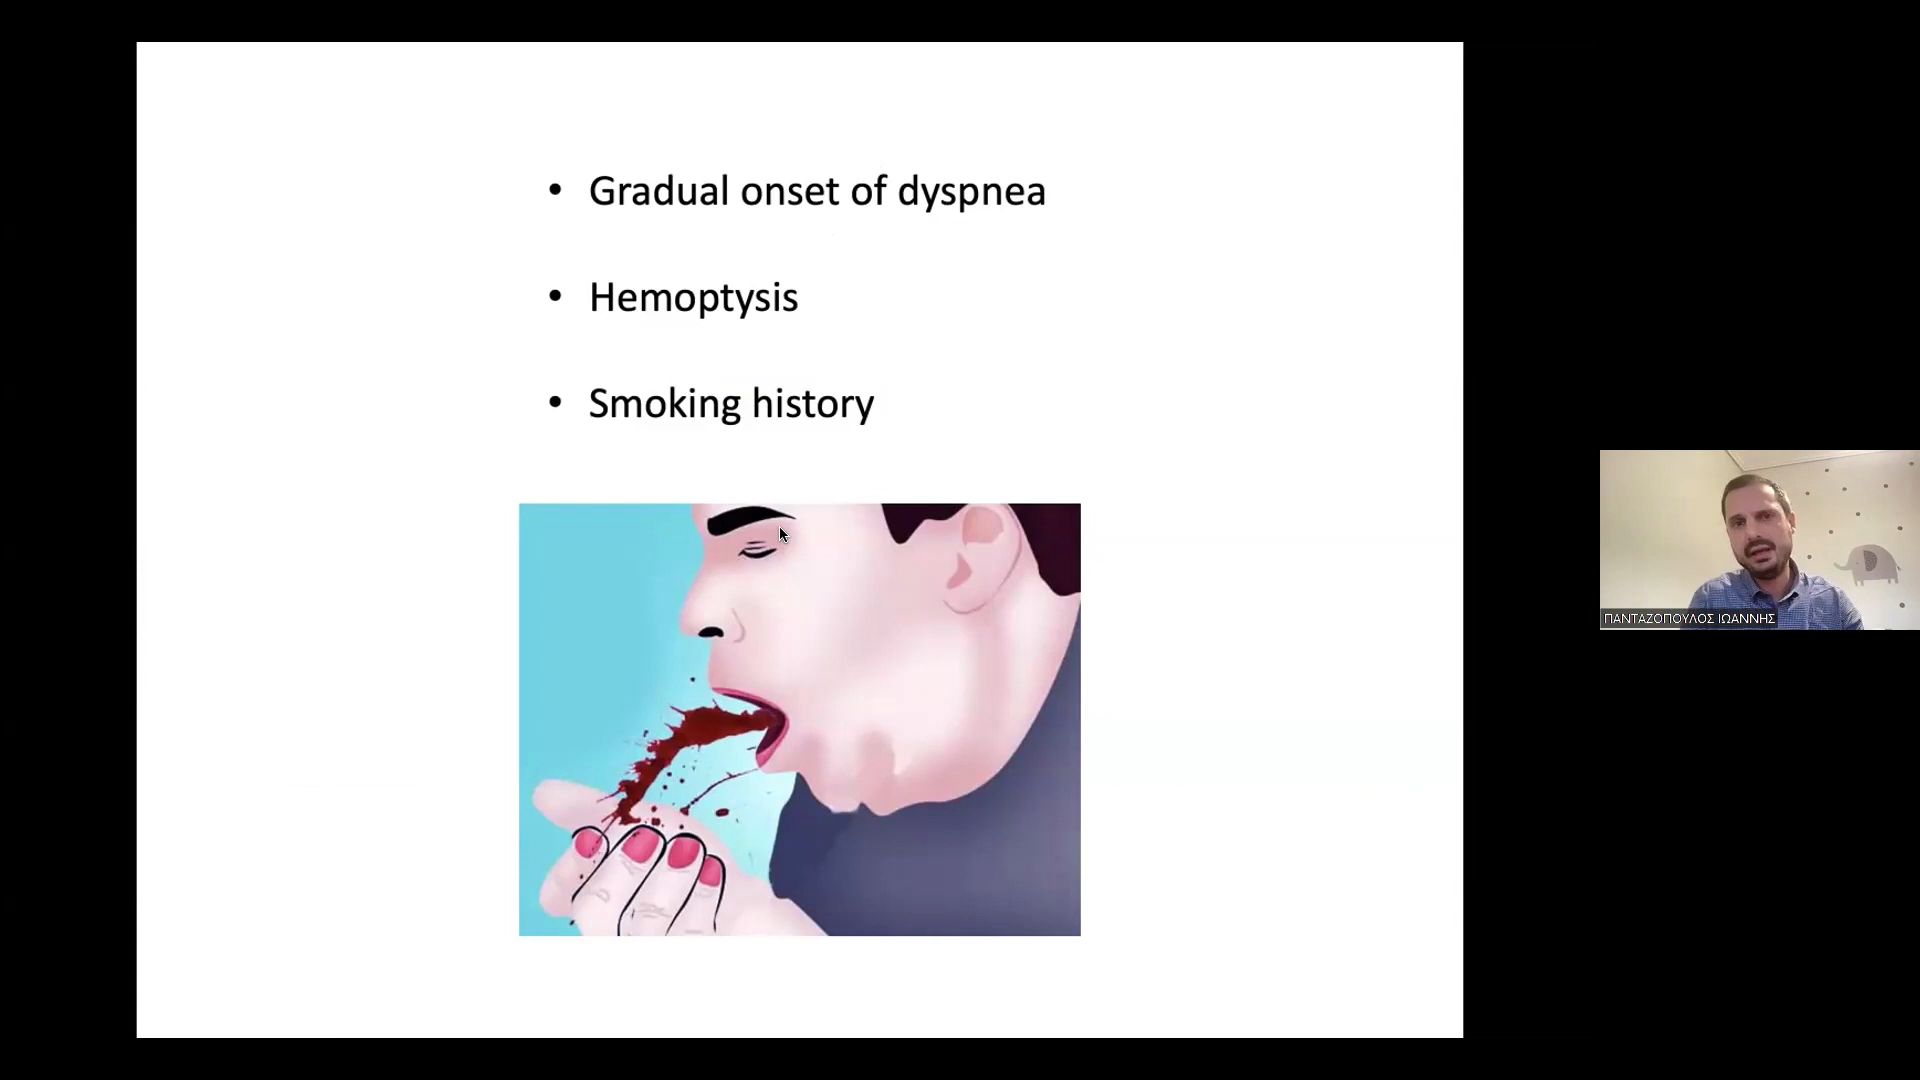 • Gradual onset of dyspnea
• Hemoptysis
• Smoking history
ΠΑΝΤΑΖΟΠΟΥΛΟΣ ΙΩΑΝΝΗΣ